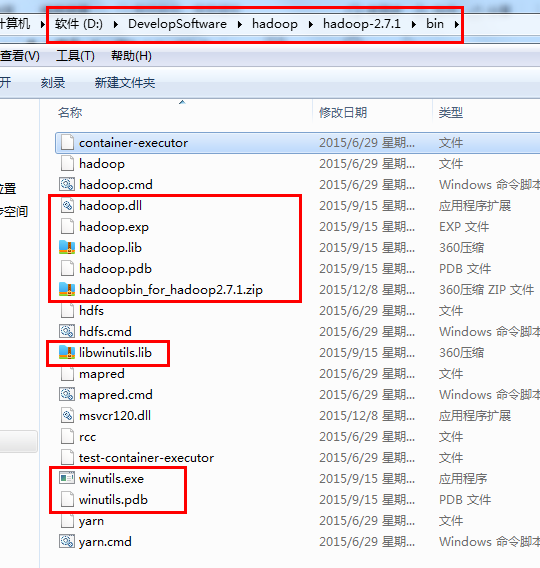 计算机 ▸ 软件 (D:) ▸ DevelopSoftware ▸ hadoop ▸ hadoop-2.7.1 ▸ bin ▸
查看(V) 工具(T) 帮助(H)
开 刻录 新建文件夹
名称 修改日期 类型
container-executor 2015/6/29 星期... 文件
hadoop 2015/6/29 星期... 文件
hadoop.cmd 2015/6/29 星期... Windows 命令脚本
hadoop.dll 2015/9/15 星期... 应用程序扩展
hadoop.exp 2015/9/15 星期... EXP 文件
hadoop.lib 2015/9/15 星期... 360压缩
hadoop.pdb 2015/9/15 星期... PDB 文件
hadoopbin_for_hadoop2.7.1.zip 2015/12/8 星期... 360压缩 ZIP 文件
hdfs 2015/6/29 星期... 文件
hdfs.cmd 2015/6/29 星期... Windows 命令脚本
libwinutils.lib 2015/9/15 星期... 360压缩
mapred 2015/6/29 星期... 文件
mapred.cmd 2015/6/29 星期... Windows 命令脚本
msvcr120.dll 2015/12/8 星期... 应用程序扩展
rcc 2015/6/29 星期... 文件
test-container-executor 2015/6/29 星期... 文件
winutils.exe 2015/9/15 星期... 应用程序
winutils.pdb 2015/9/15 星期... PDB 文件
yarn 2015/6/29 星期... 文件
yarn.cmd 2015/6/29 星期... Windows 命令脚本
位置
步空间